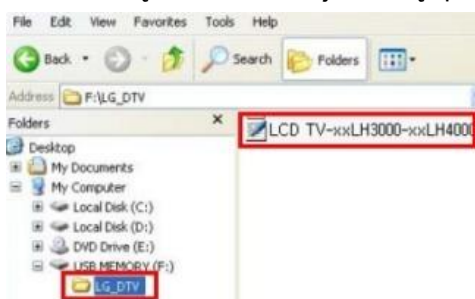 File Edit View Favorites Tools Help
Back Search Folders
Address F:\LG_DTV
Folders x
LCD TV-xxLH3000-xxLH4000
Desktop
My Documents
My Computer
Local Disk (C:)
Local Disk (D:)
DVD Drive (E:)
USB MEMORY (F:)
LG_DTV